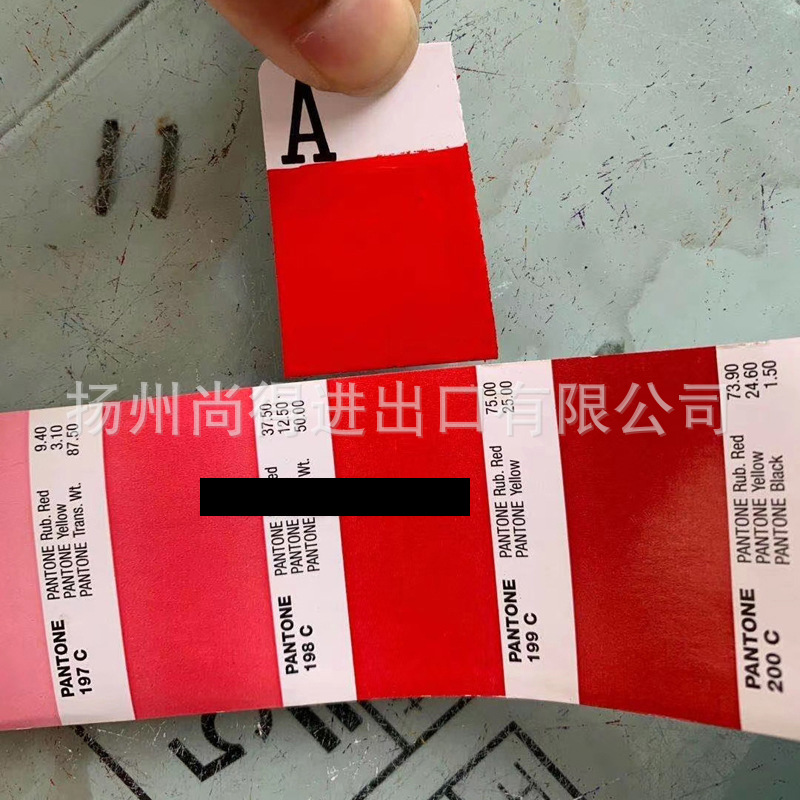 A
扬州尚得进出口有限公司
9.40
3.10
87.50
PANTONE Rub. Red
PANTONE Yellow
PANTONE Trans. Wt.
PANTONE
197 C
37.50
12.50
50.00
PANTONE
PANTONE
PANTONE
Red
Wt.
PANTONE
198 C
75.00
25.00
PANTONE Rub. Red
PANTONE Yellow
PANTONE
199 C
73.90
24.60
1.50
PANTONE Rub. Red
PANTONE Yellow
PANTONE Black
PANTONE
200 C